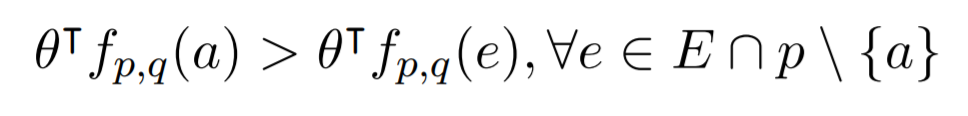 θ⊤ f_{p,q}(a) > θ⊤ f_{p,q}(e), ∀e ∈ E ∩ p \ {a}